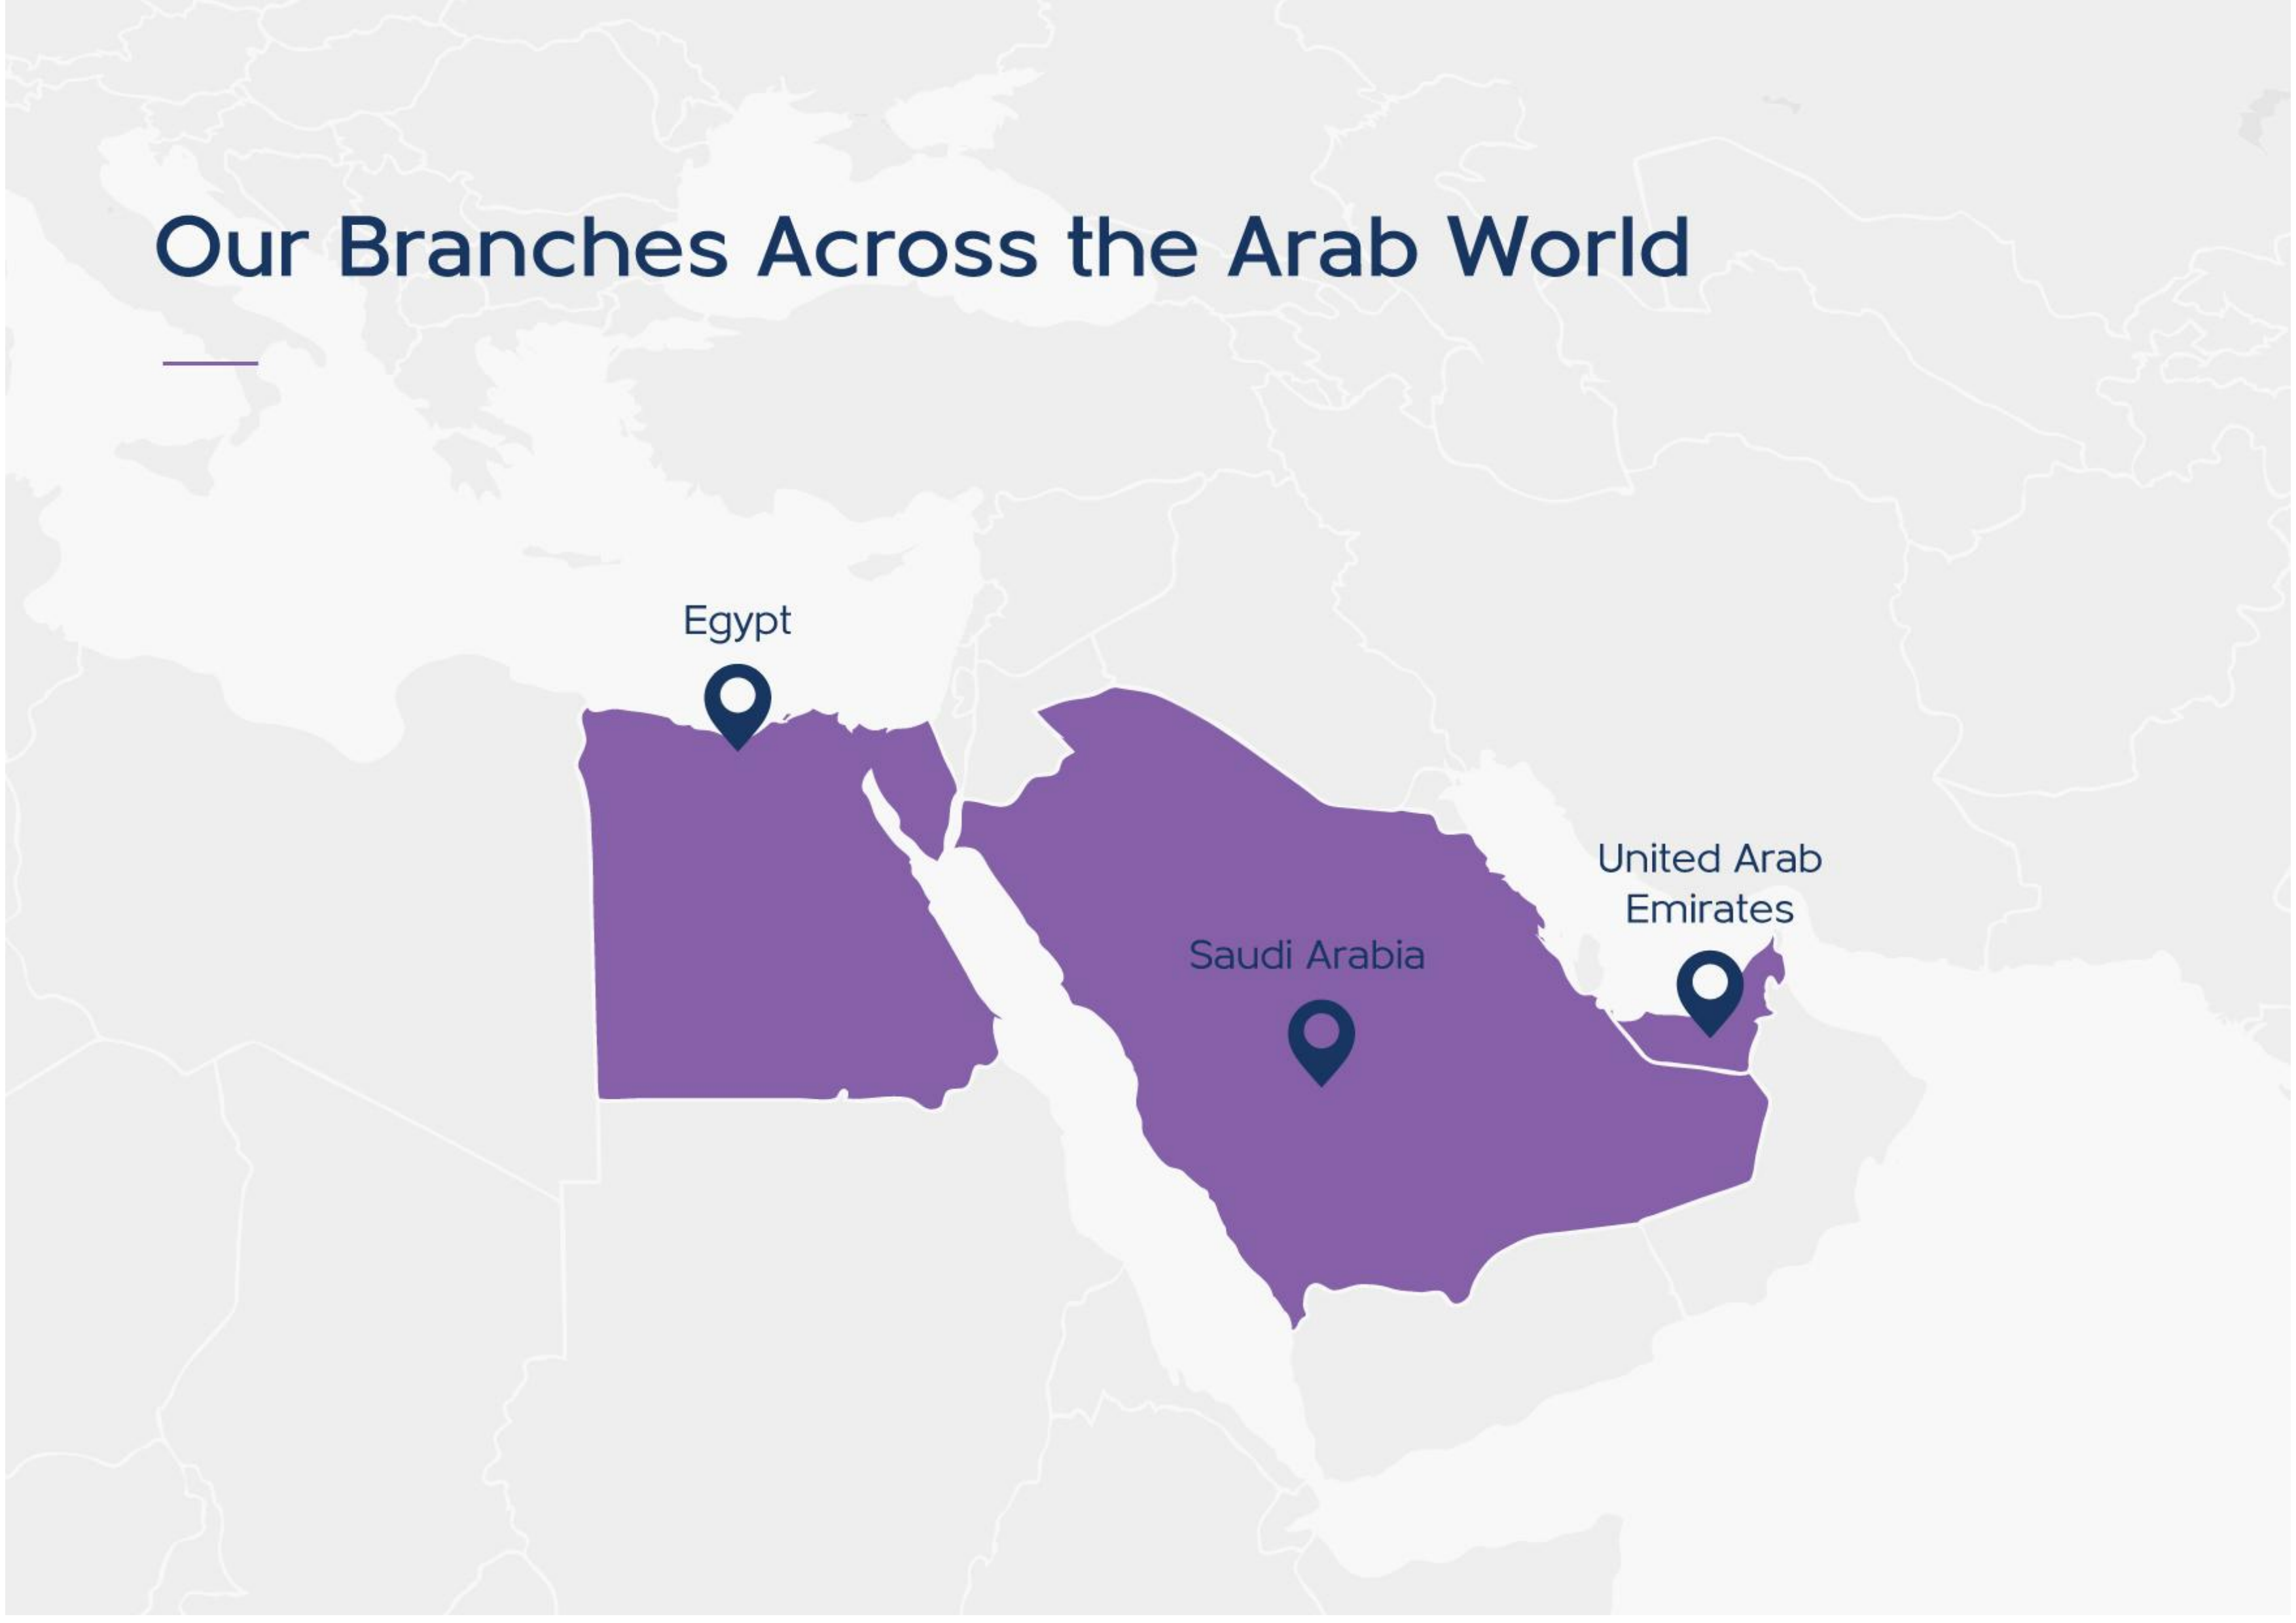 Our Branches Across the Arab World
Egypt
United Arab
Emirates
Saudi Arabia